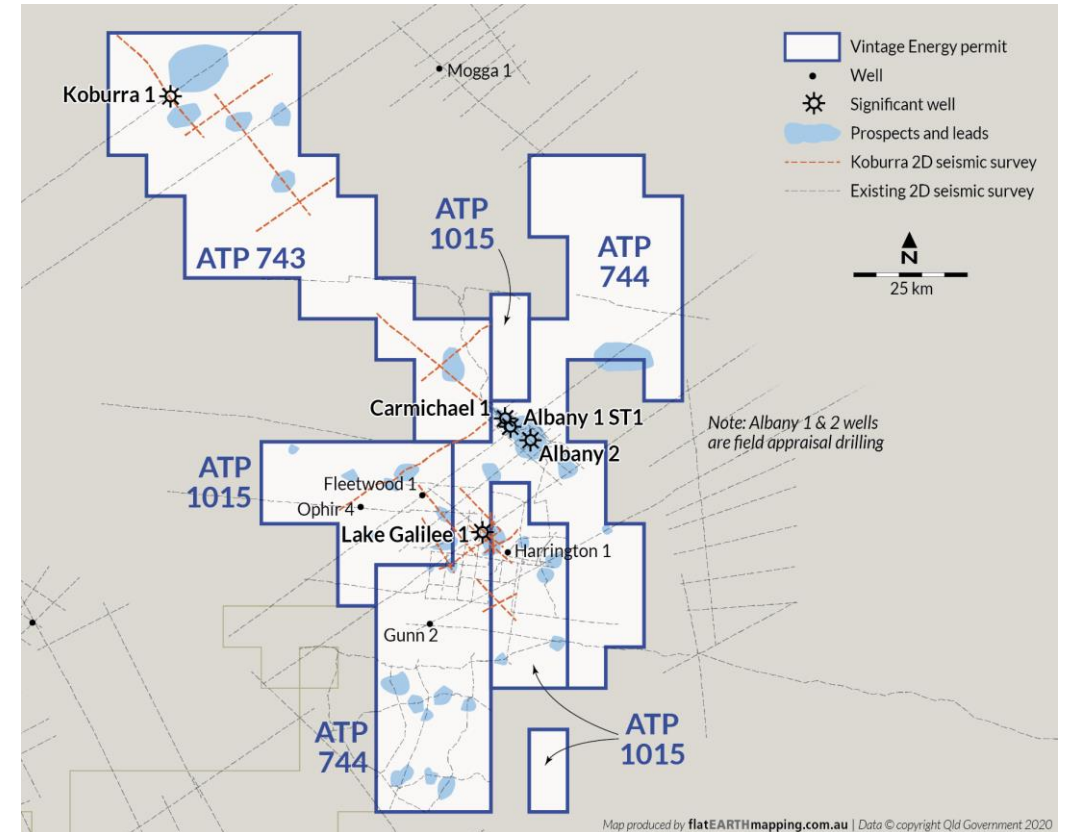 Vintage Energy permit
Well
Significant well
Prospects and leads
Koburra 2D seismic survey
Existing 2D seismic survey
N
25 km
Mogga 1
Koburra 1
ATP
1015
ATP 743
ATP
744
Carmichael 1
Albany 1 ST1
Albany 2
Note: Albany 1 & 2 wells
are field appraisal drilling
ATP
1015
Fleetwood 1
Ophir 4
Lake Galilee 1
Harrington 1
Gunn 2
ATP
744
ATP
1015
Map produced by flatEARTHmapping.com.au | Data © copyright Qld Government 2020